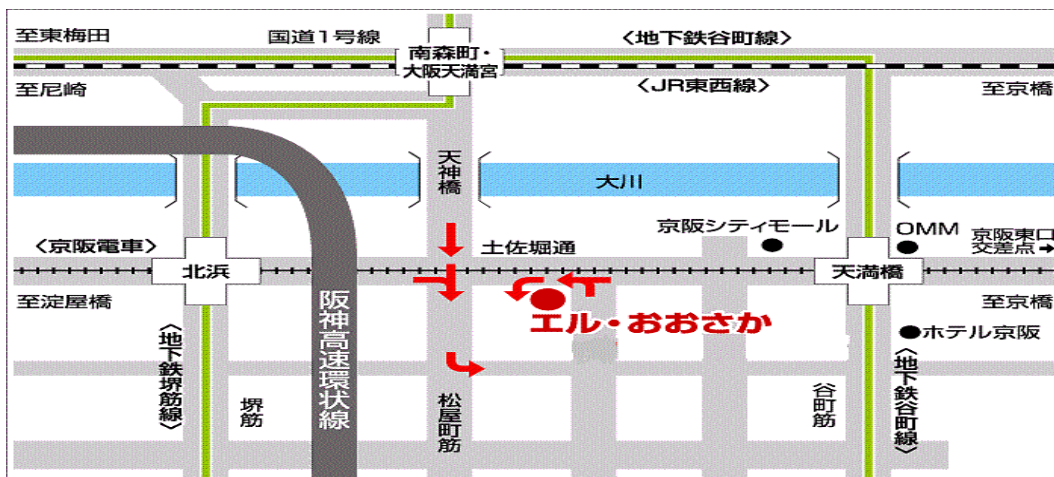 至東梅田
国道1号線
南森町・
大阪天満宮
〈地下鉄谷町線〉
至尼崎
〈JR東西線〉
至京橋
天神橋
大川
〈京阪電車〉
北浜
土佐堀通
京阪シティモール
OMM
京阪東口
交差点→
天満橋
至淀屋橋
至京橋
エル・おおさか
ホテル京阪
〈地下鉄堺筋線〉
堺筋
阪神高速環状線
松屋町筋
谷町筋
〈地下鉄谷町線〉